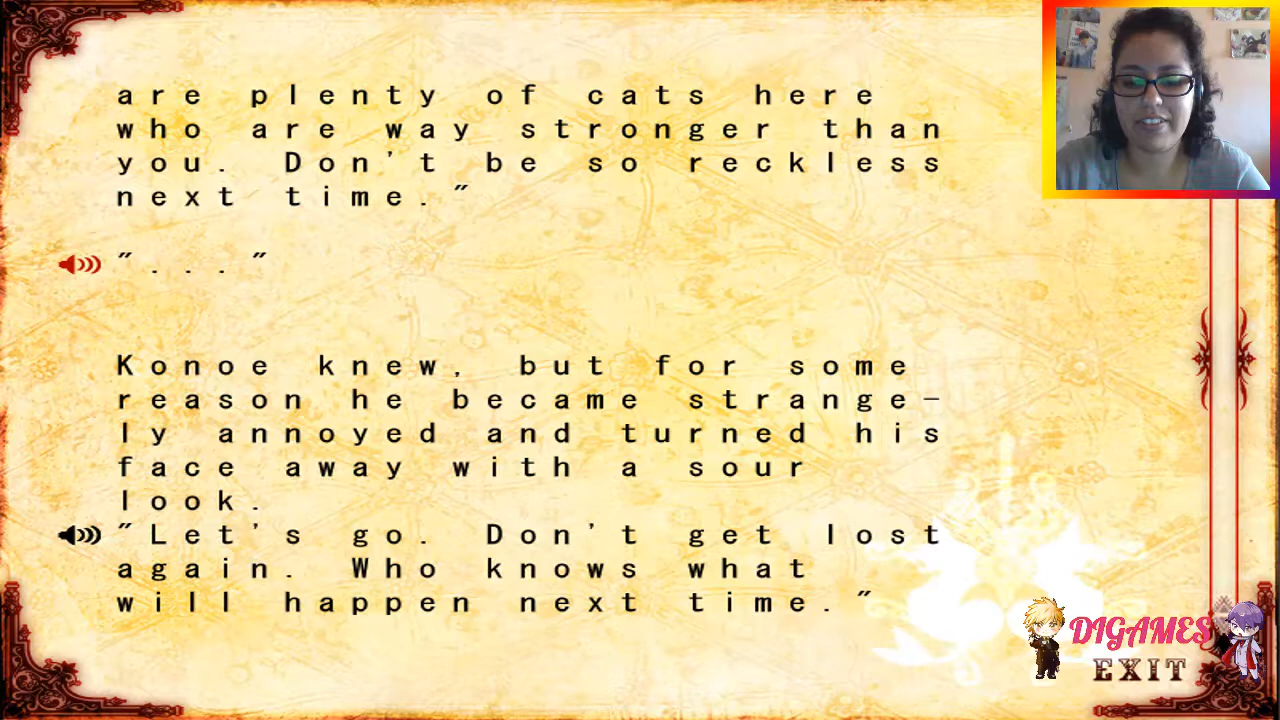 are plenty of cats here
who are way stronger than
you. Don't be so reckless
next time."
"..."
Konoe knew, but for some
reason he became strange-
ly annoyed and turned his
face away with a sour
look.
"Let's go. Don't get lost
again. Who knows what
will happen next time."
DIGAMES
EXIT